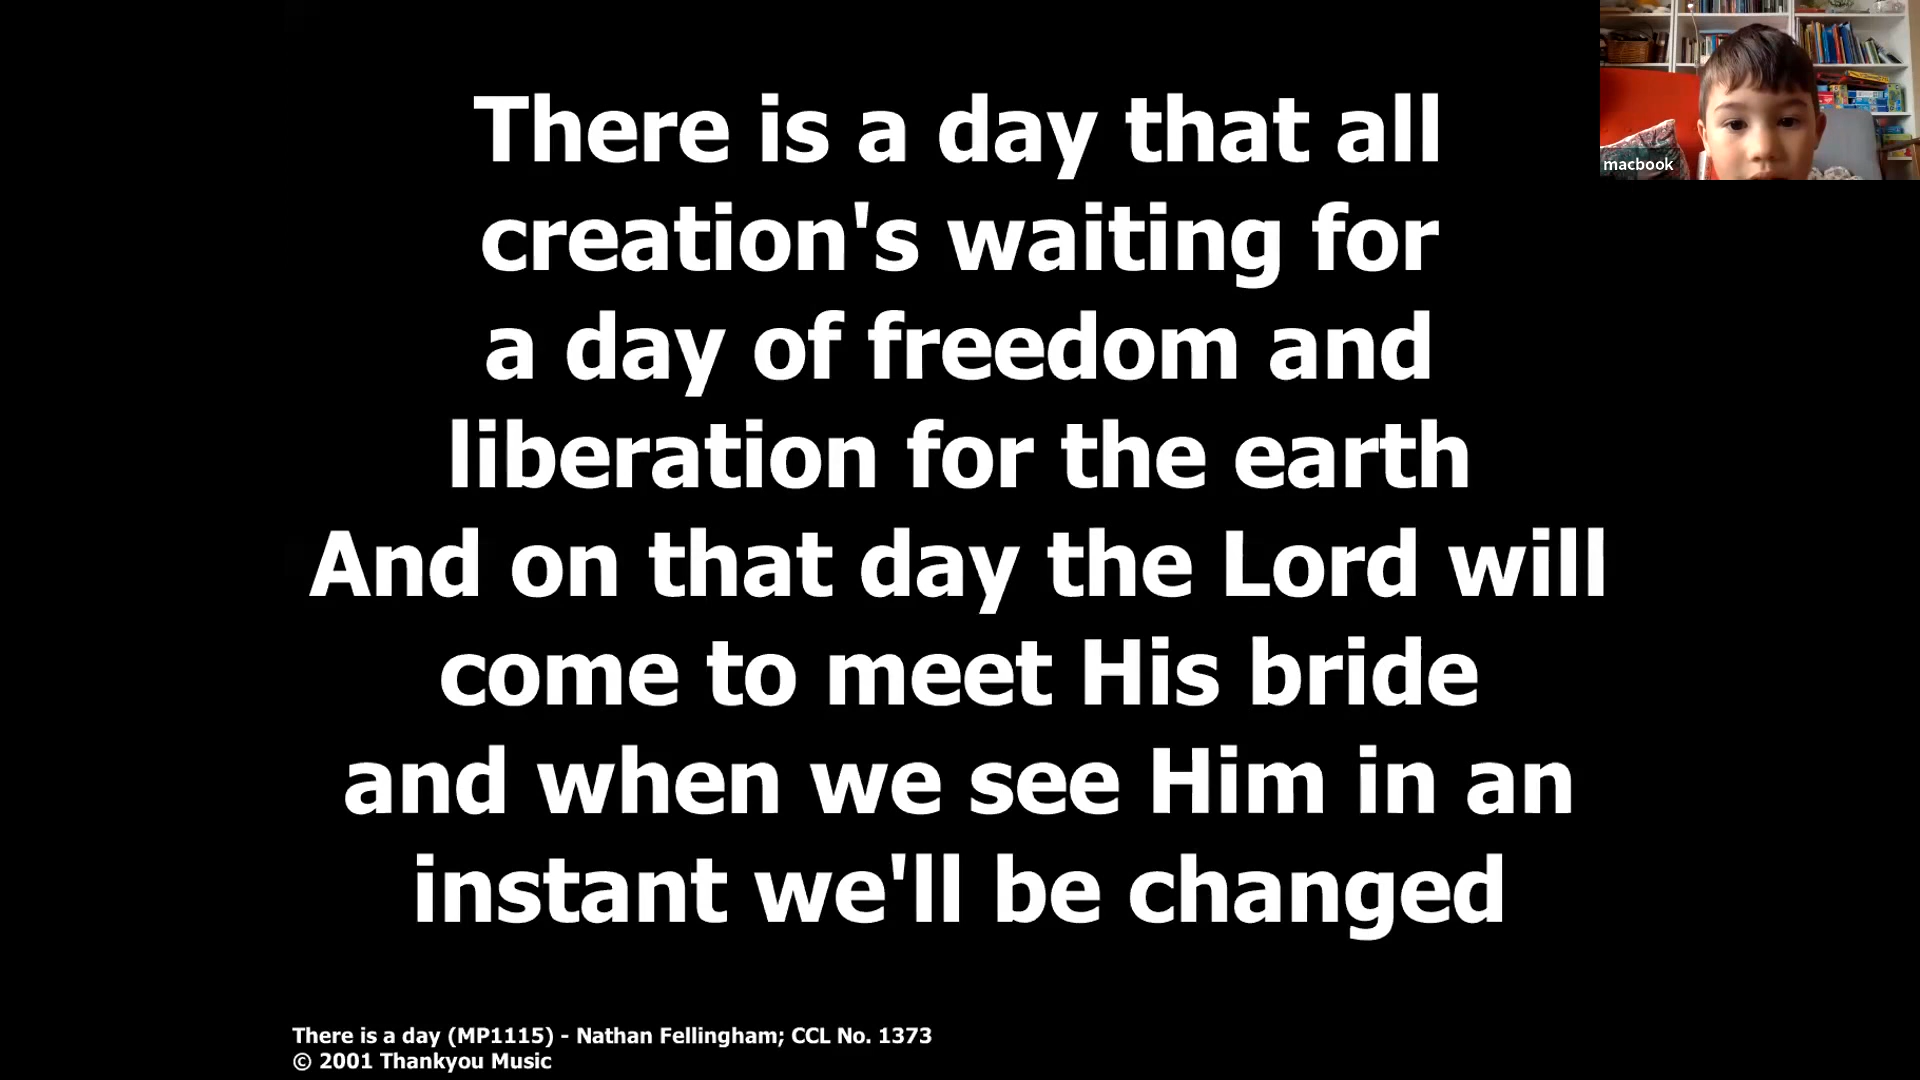 There is a day that all
creation's waiting for
a day of freedom and
liberation for the earth
And on that day the Lord will
come to meet His bride
and when we see Him in an
instant we'll be changed
There is a day (MP1115) - Nathan Fellingham; CCL No. 1373
© 2001 Thankyou Music
macbook